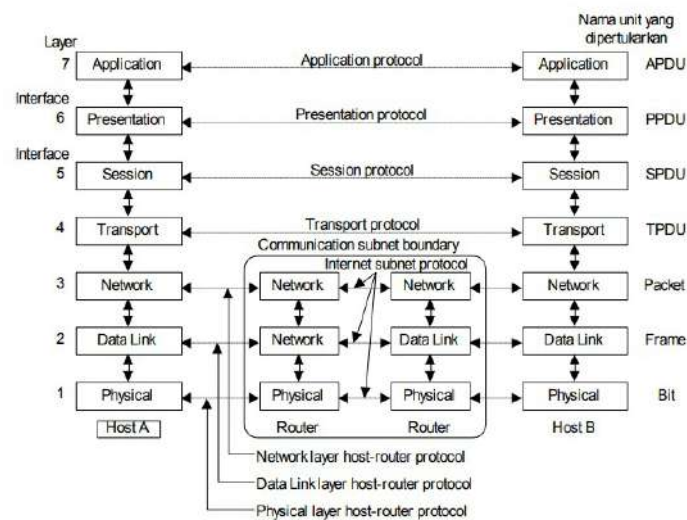 Nama unit yang
dipertukarkan
Layer
7 Application Application protocol Application APDU
Interface
6 Presentation Presentation protocol Presentation PPDU
Interface
5 Session Session protocol Session SPDU
4 Transport Transport protocol Transport TPDU
Communication subnet boundary
Internet subnet protocol
3 Network Network Network Network Packet
2 Data Link Network Data Link Data Link Frame
1 Physical Physical Physical Physical Bit
Host A Router Router Host B
Network layer host-router protocol
Data Link layer host-router protocol
Physical layer host-router protocol